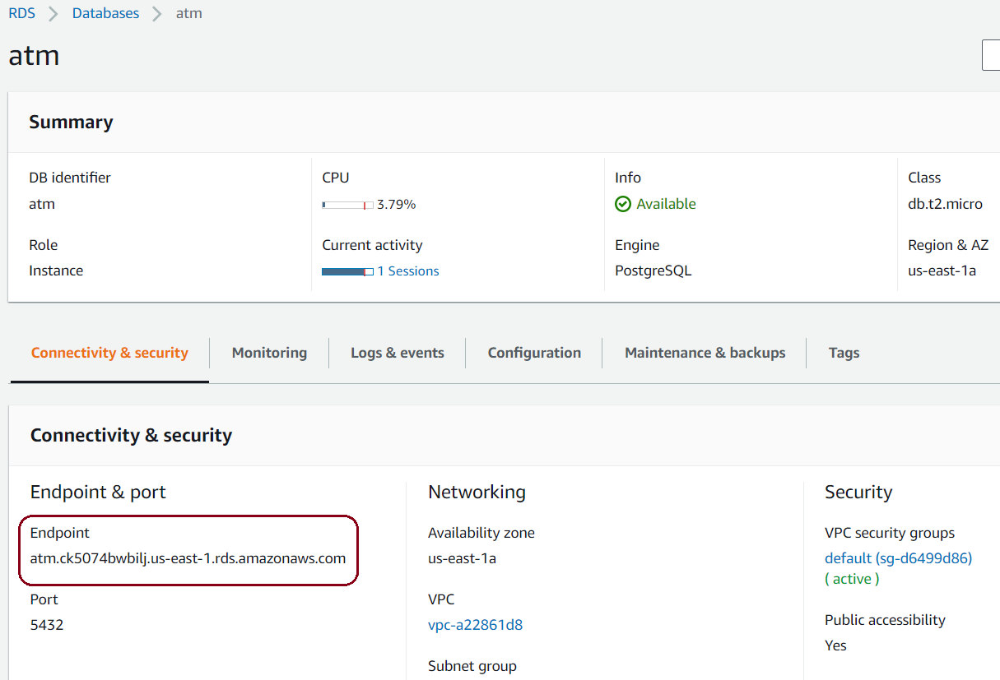 RDS > Databases > atm
atm
Summary
DB identifier
atm
CPU
3.79%
Info
Available
Class
db.t2.micro
Role
Instance
Current activity
1 Sessions
Engine
PostgreSQL
Region & AZ
us-east-1a
Connectivity & security
Monitoring
Logs & events
Configuration
Maintenance & backups
Tags
Connectivity & security
Endpoint & port
Endpoint
atm.ck5074bwbilj.us-east-1.rds.amazonaws.com
Port
5432
Networking
Availability zone
us-east-1a
VPC
vpc-a22861d8
Subnet group
Security
VPC security groups
default (sg-d6499d86)
( active )
Public accessibility
Yes